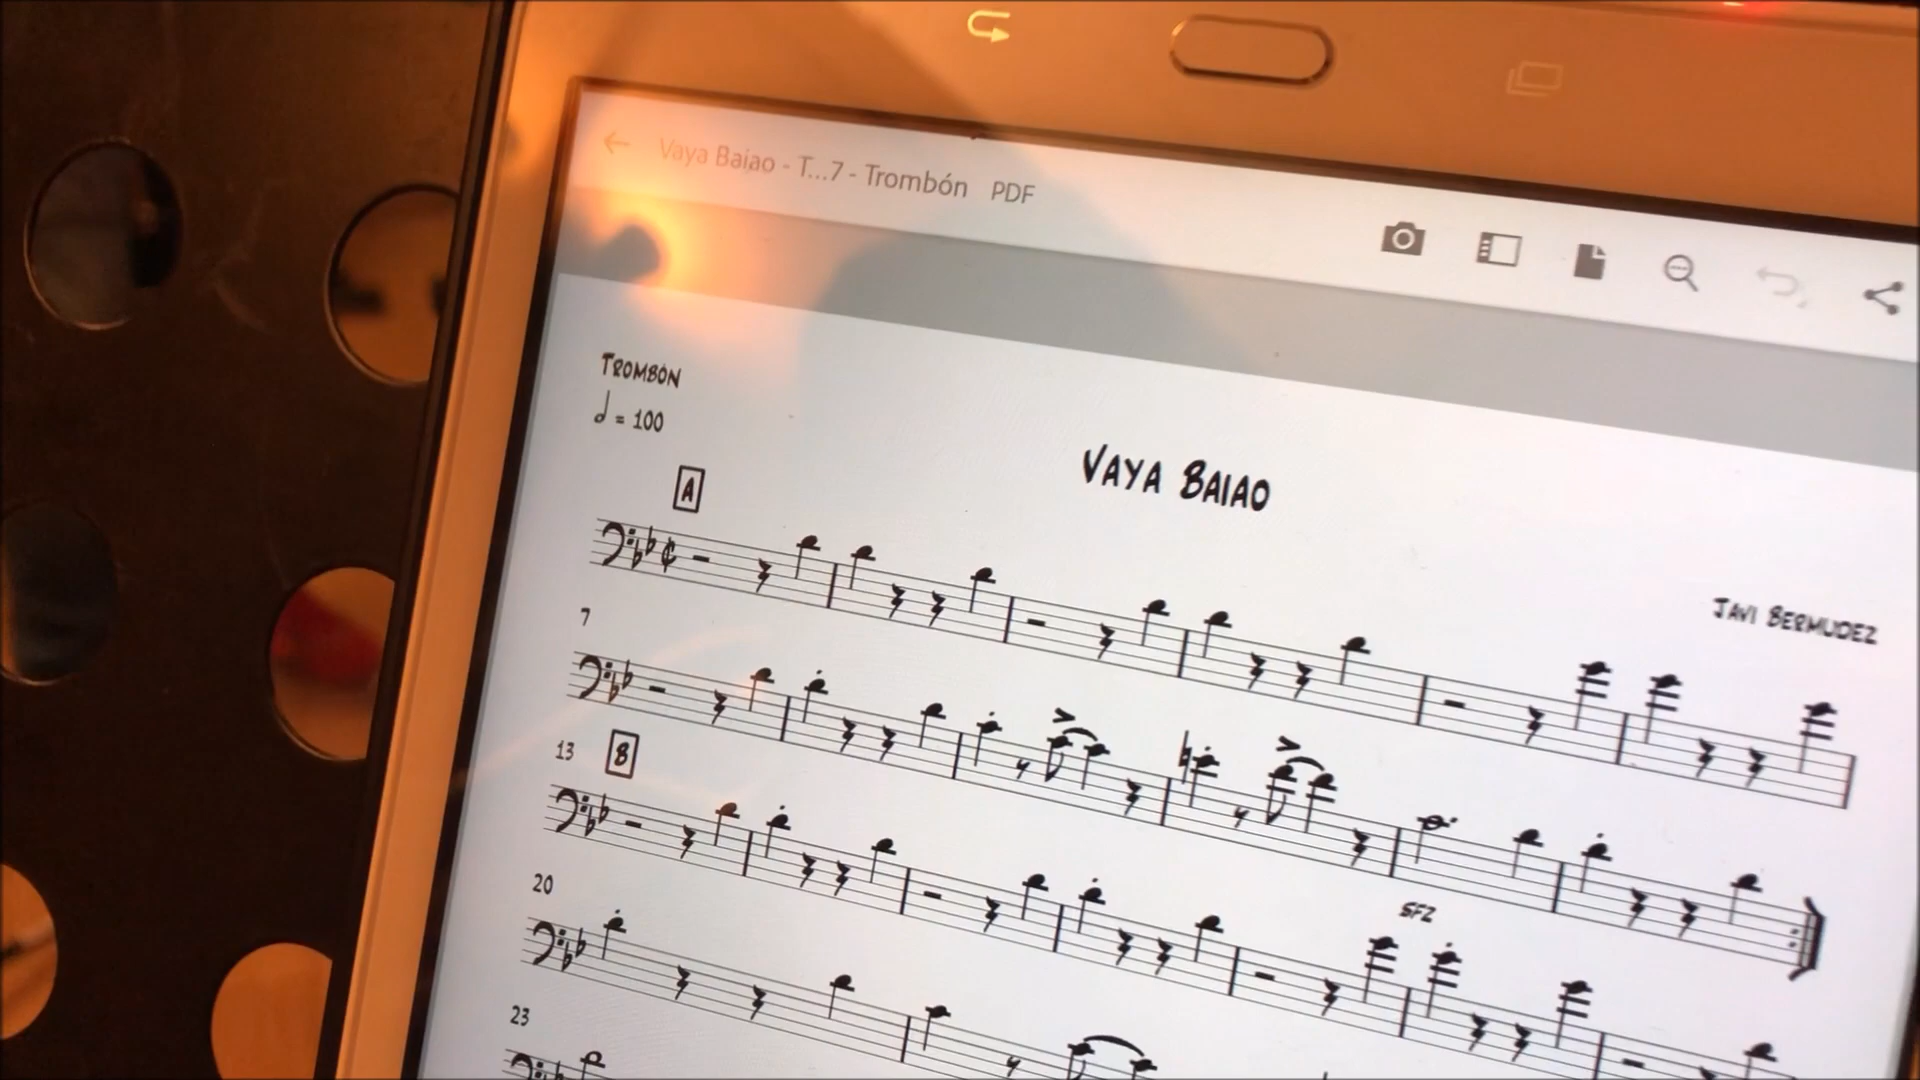 Vaya Baiao - T...7 - Trombón PDF
TROMBÓN
= 100
VAYA BAIAO
A
JAVI BERMUDEZ
7
13 B
SFZ
20
23